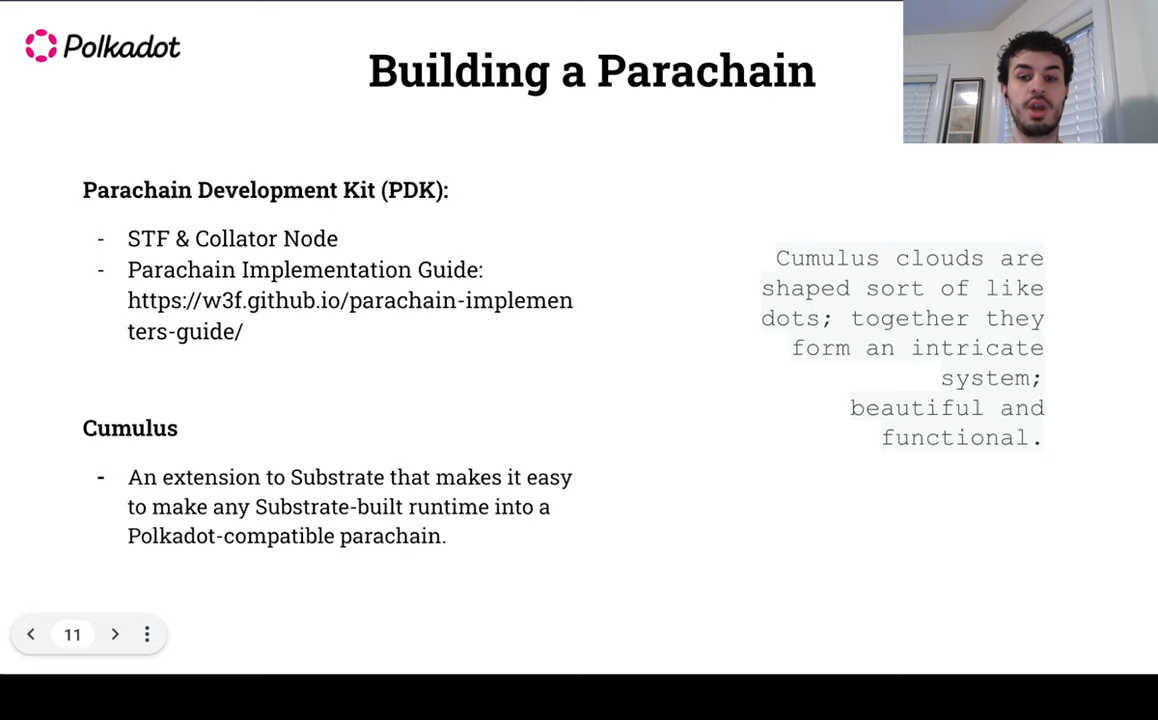 Polkadot
Building a Parachain
Parachain Development Kit (PDK):
- STF & Collator Node
- Parachain Implementation Guide:
https://w3f.github.io/parachain-implemen
ters-guide/
Cumulus
- An extension to Substrate that makes it easy
to make any Substrate-built runtime into a
Polkadot-compatible parachain.
Cumulus clouds are
shaped sort of like
dots; together they
form an intricate
system;
beautiful and
functional.
11